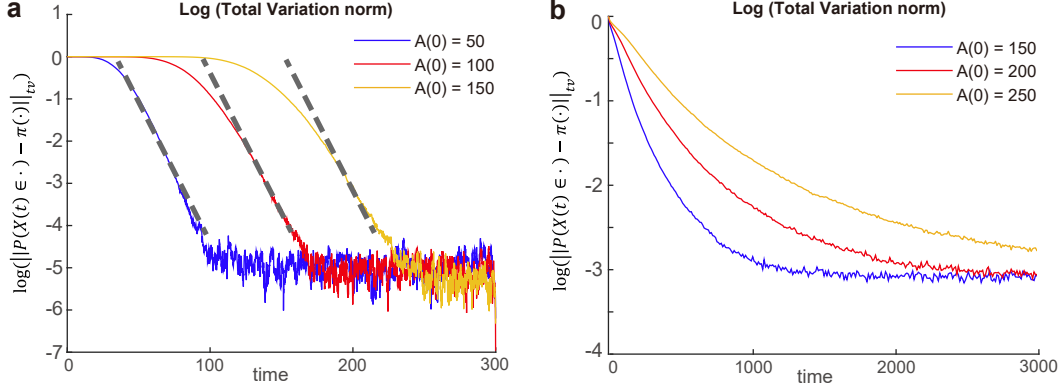 a
Log (Total Variation norm)
log(||P(X(t) ∈ ·) − π(·)||tv)
1
0
-1
-2
-3
-4
-5
-6
-7
0
100
200
300
time
A(0) = 50
A(0) = 100
A(0) = 150
b
Log (Total Variation norm)
log(||P(X(t) ∈ ·) − π(·)||tv)
0
-1
-2
-3
-4
0
1000
2000
3000
time
A(0) = 150
A(0) = 200
A(0) = 250